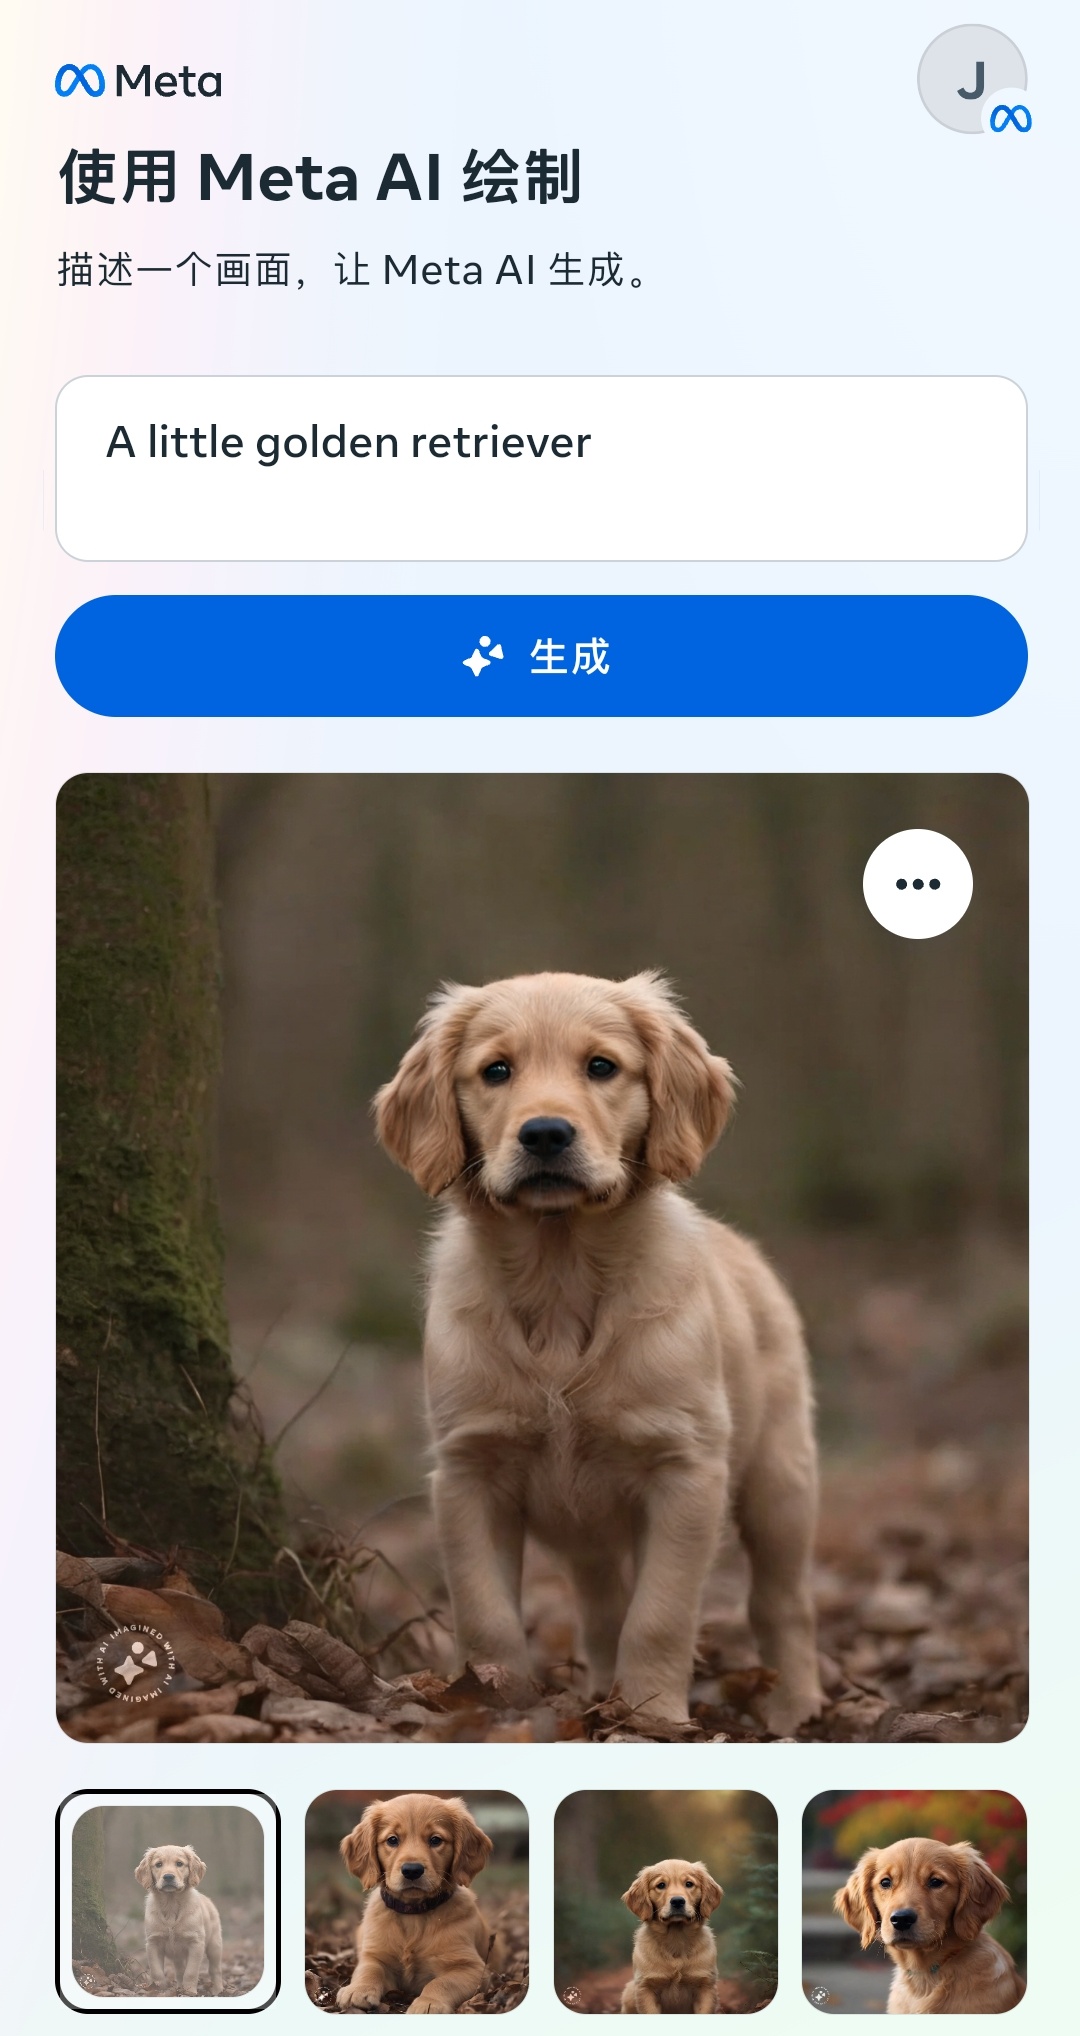 Meta
J
使用 Meta AI 绘制
描述一个画面，让 Meta AI 生成。
A little golden retriever
生成
IMAGINED WITH AI IMAGINED WITH AI